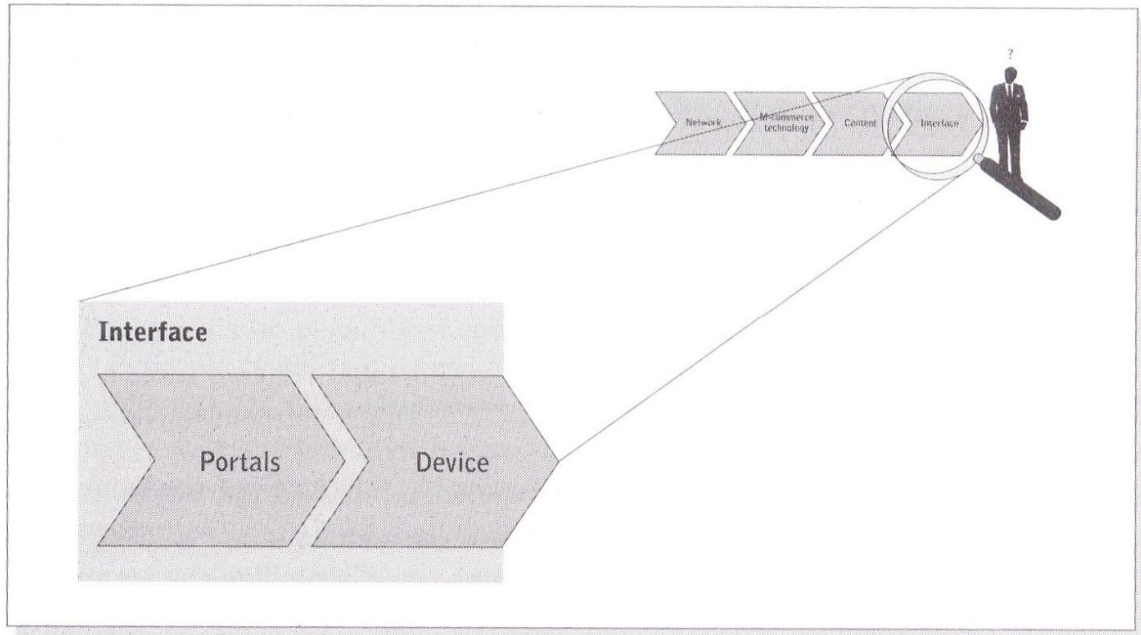 ?
Network
M-commerce
technology
Content
Interface
Interface
Portals
Device